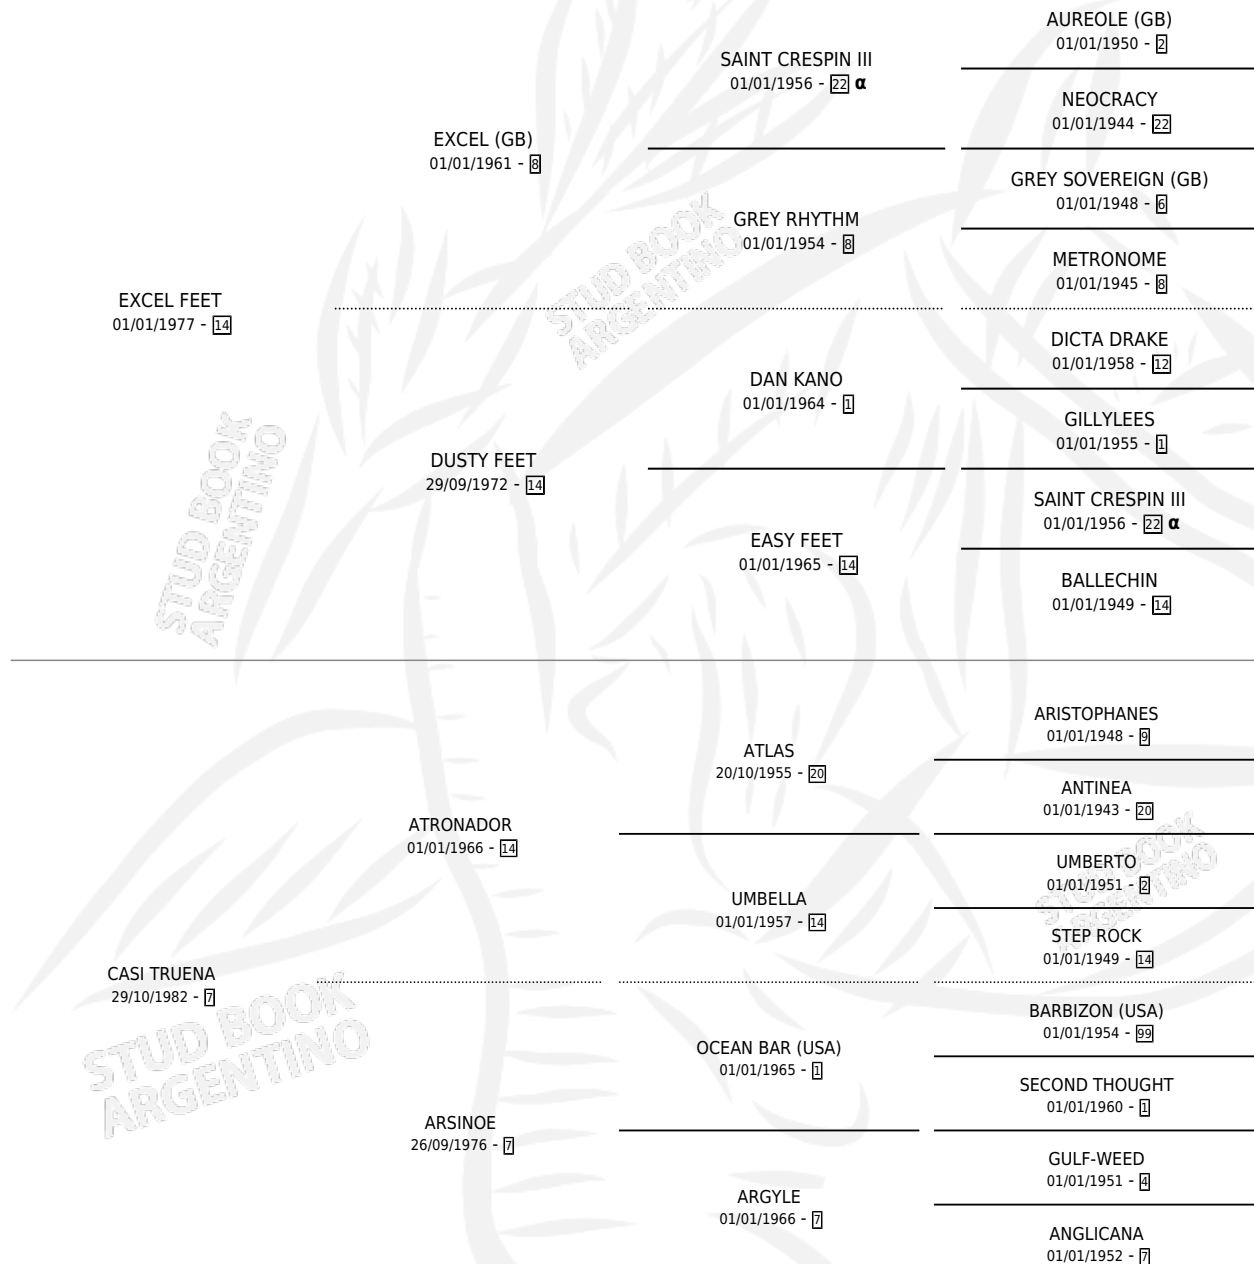 AUREOLE (GB)
01/01/1950 - 2
SAINT CRESPIN III
01/01/1956 - 22 α
NEOCRACY
01/01/1944 - 22
EXCEL (GB)
01/01/1961 - 8
GREY SOVEREIGN (GB)
01/01/1948 - 6
GREY RHYTHM
01/01/1954 - 8
METRONOME
01/01/1945 - 8
EXCEL FEET
01/01/1977 - 14
STUD BOOK
ARGENTINO
DICTA DRAKE
01/01/1958 - 12
DAN KANO
01/01/1964 - 1
GILLYLEES
01/01/1955 - 1
DUSTY FEET
29/09/1972 - 14
SAINT CRESPIN III
01/01/1956 - 22 α
EASY FEET
01/01/1965 - 14
BALLECHIN
01/01/1949 - 14
STUD BOOK
ARGENTINO
ARISTOPHANES
01/01/1948 - 9
ATLAS
20/10/1955 - 20
ANTINEA
01/01/1943 - 20
ATRONADOR
01/01/1966 - 14
UMBERTO
01/01/1951 - 2
UMBELLA
01/01/1957 - 14
STEP ROCK
01/01/1949 - 14
STUD BOOK
ARGENTINO
CASI TRUENA
29/10/1982 - 7
BARBIZON (USA)
01/01/1954 - 99
OCEAN BAR (USA)
01/01/1965 - 1
SECOND THOUGHT
01/01/1960 - 1
STUD BOOK
ARGENTINO
ARSINOE
26/09/1976 - 7
GULF-WEED
01/01/1951 - 4
ARGYLE
01/01/1966 - 7
ANGLICANA
01/01/1952 - 7